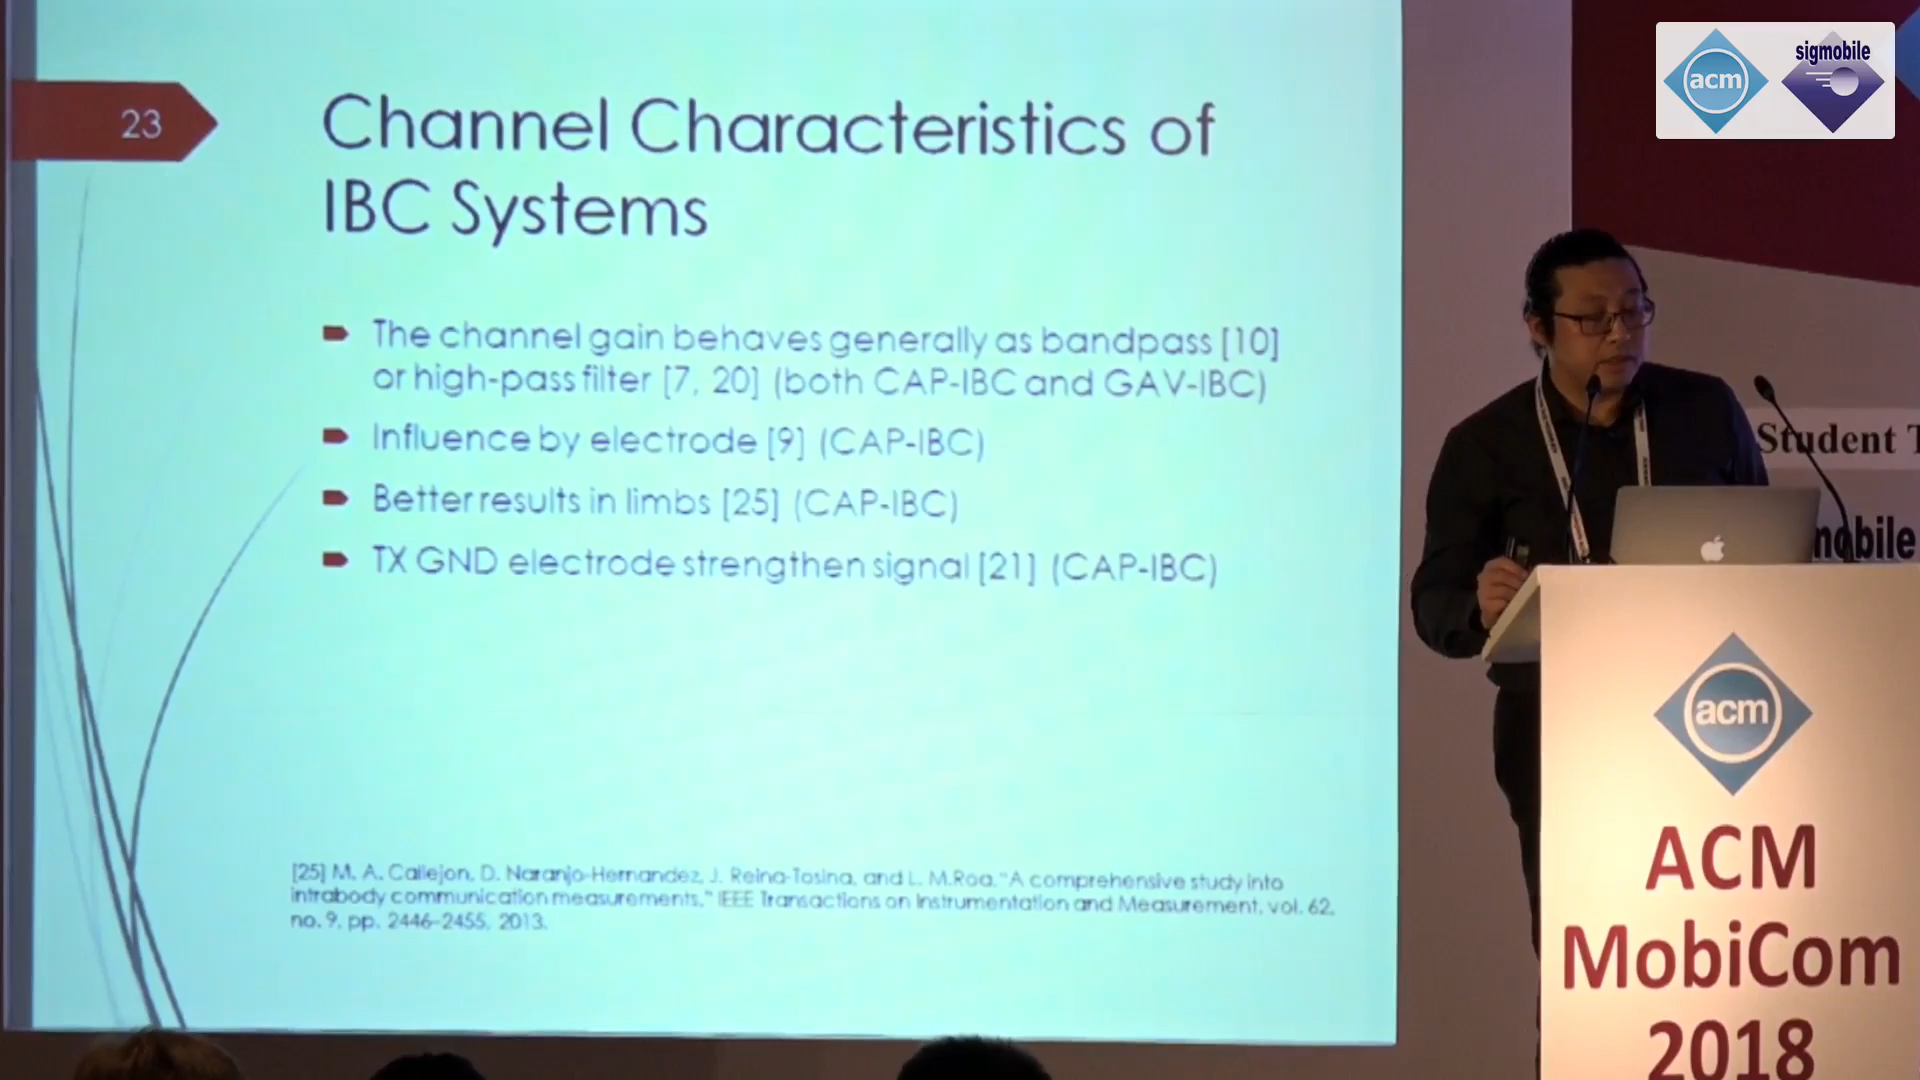 23
Channel Characteristics of
IBC Systems
The channel gain behaves generally as bandpass [10]
or high-pass filter [7, 20] (both CAP-IBC and GAV-IBC)
Influence by electrode [9] (CAP-IBC)
Better results in limbs [25] (CAP-IBC)
TX GND electrode strengthen signal [21] (CAP-IBC)
[25] M. A. Callejon, D. Naranjo-Hernandez, J. Reina-Tosina, and L. M.Roa, "A comprehensive study into
intrabody communication measurements," IEEE Transactions on Instrumentation and Measurement, vol. 62,
no. 9, pp. 2446–2455, 2013.
acm
sigmobile
Student T
mobile
acm
ACM
MobiCom
2018